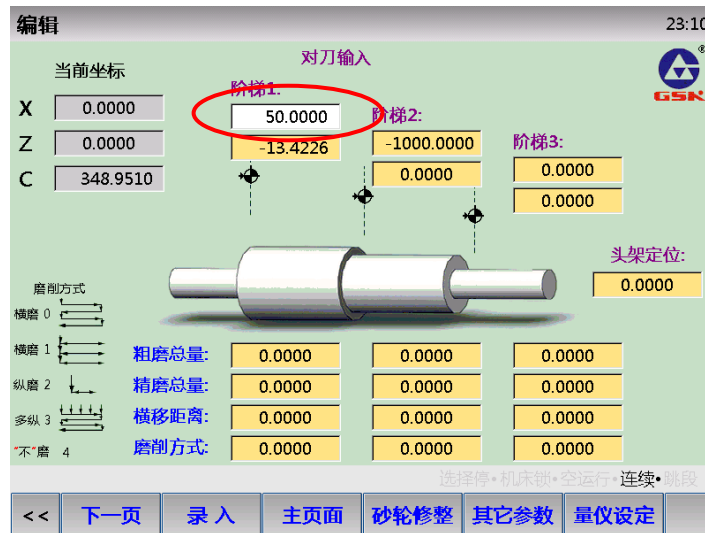 编辑 23:10
当前坐标 对刀输入
阶梯1:
X 0.0000 50.0000 阶梯2:
Z 0.0000 -13.4226 -1000.0000 阶梯3:
C 348.9510 0.0000 0.0000
0.0000
头架定位:
0.0000
磨削方式
横磨 0
横磨 1 粗磨总量: 0.0000 0.0000 0.0000
纵磨 2 精磨总量: 0.0000 0.0000 0.0000
多纵 3 横移距离: 0.0000 0.0000 0.0000
"不"磨 4 磨削方式: 0.0000 0.0000 0.0000
选择停•机床锁•空运行•连续•跳段
<< 下一页 录入 主页面 砂轮修整 其它参数 量仪设定
GSK®